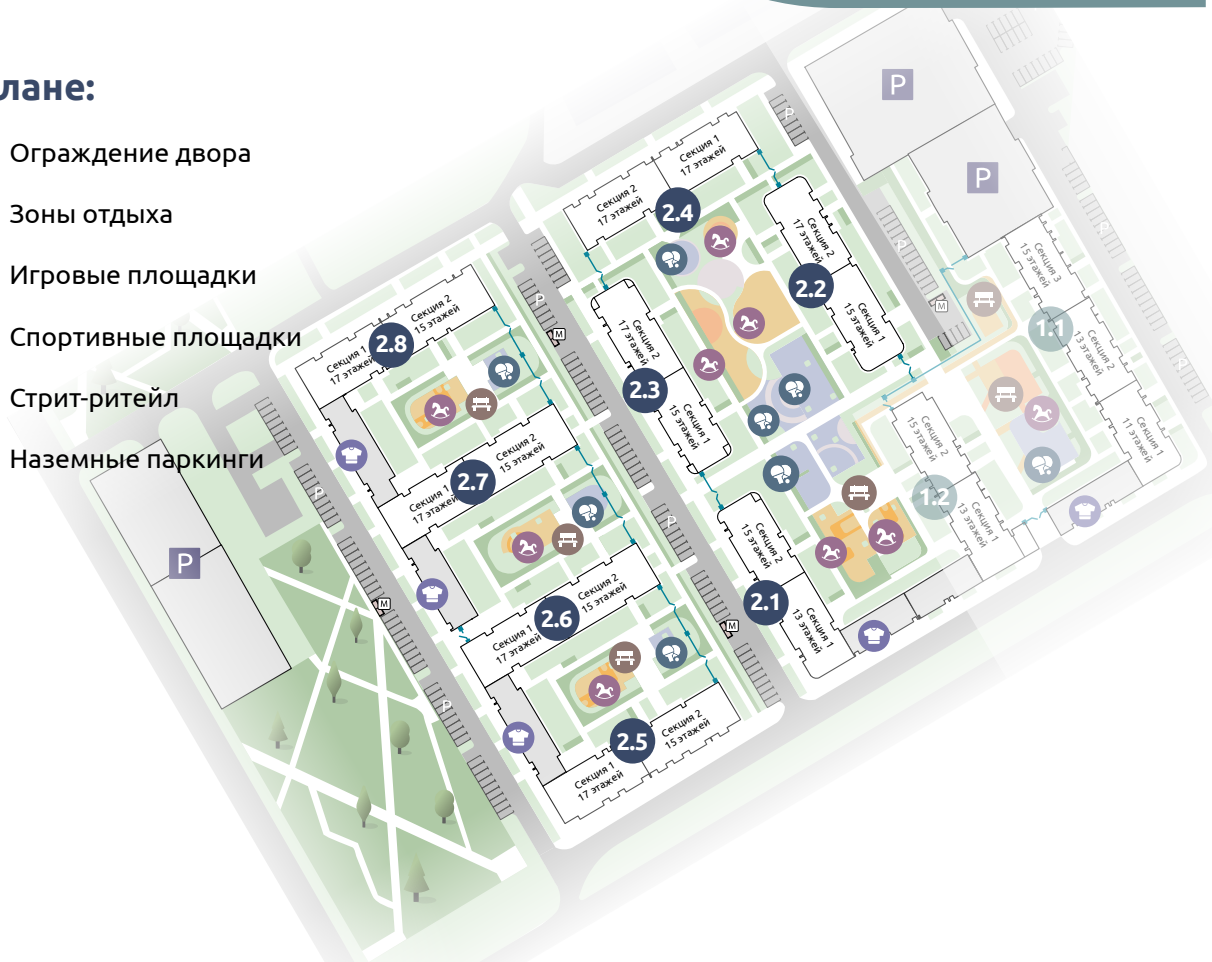 лане:
Ограждение двора
Зоны отдыха
Игровые площадки
Спортивные площадки
Стрит-ритейл
Наземные паркинги
P
P
P
P
P
P
P
P
P
P
P
P
M
M
M
M
2.4
Секция 2
17 этажей
Секция 1
17 этажей
2.2
Секция 2
17 этажей
Секция 1
15 этажей
2.3
Секция 2
17 этажей
Секция 1
15 этажей
2.8
Секция 1
17 этажей
Секция 2
15 этажей
2.7
Секция 1
17 этажей
Секция 2
15 этажей
2.6
Секция 1
17 этажей
Секция 2
15 этажей
2.5
Секция 1
17 этажей
Секция 2
15 этажей
2.1
Секция 2
15 этажей
Секция 1
13 этажей
1.1
Секция 3
15 этажей
Секция 2
13 этажей
Секция 1
11 этажей
1.2
Секция 2
15 этажей
Секция 1
13 этажей